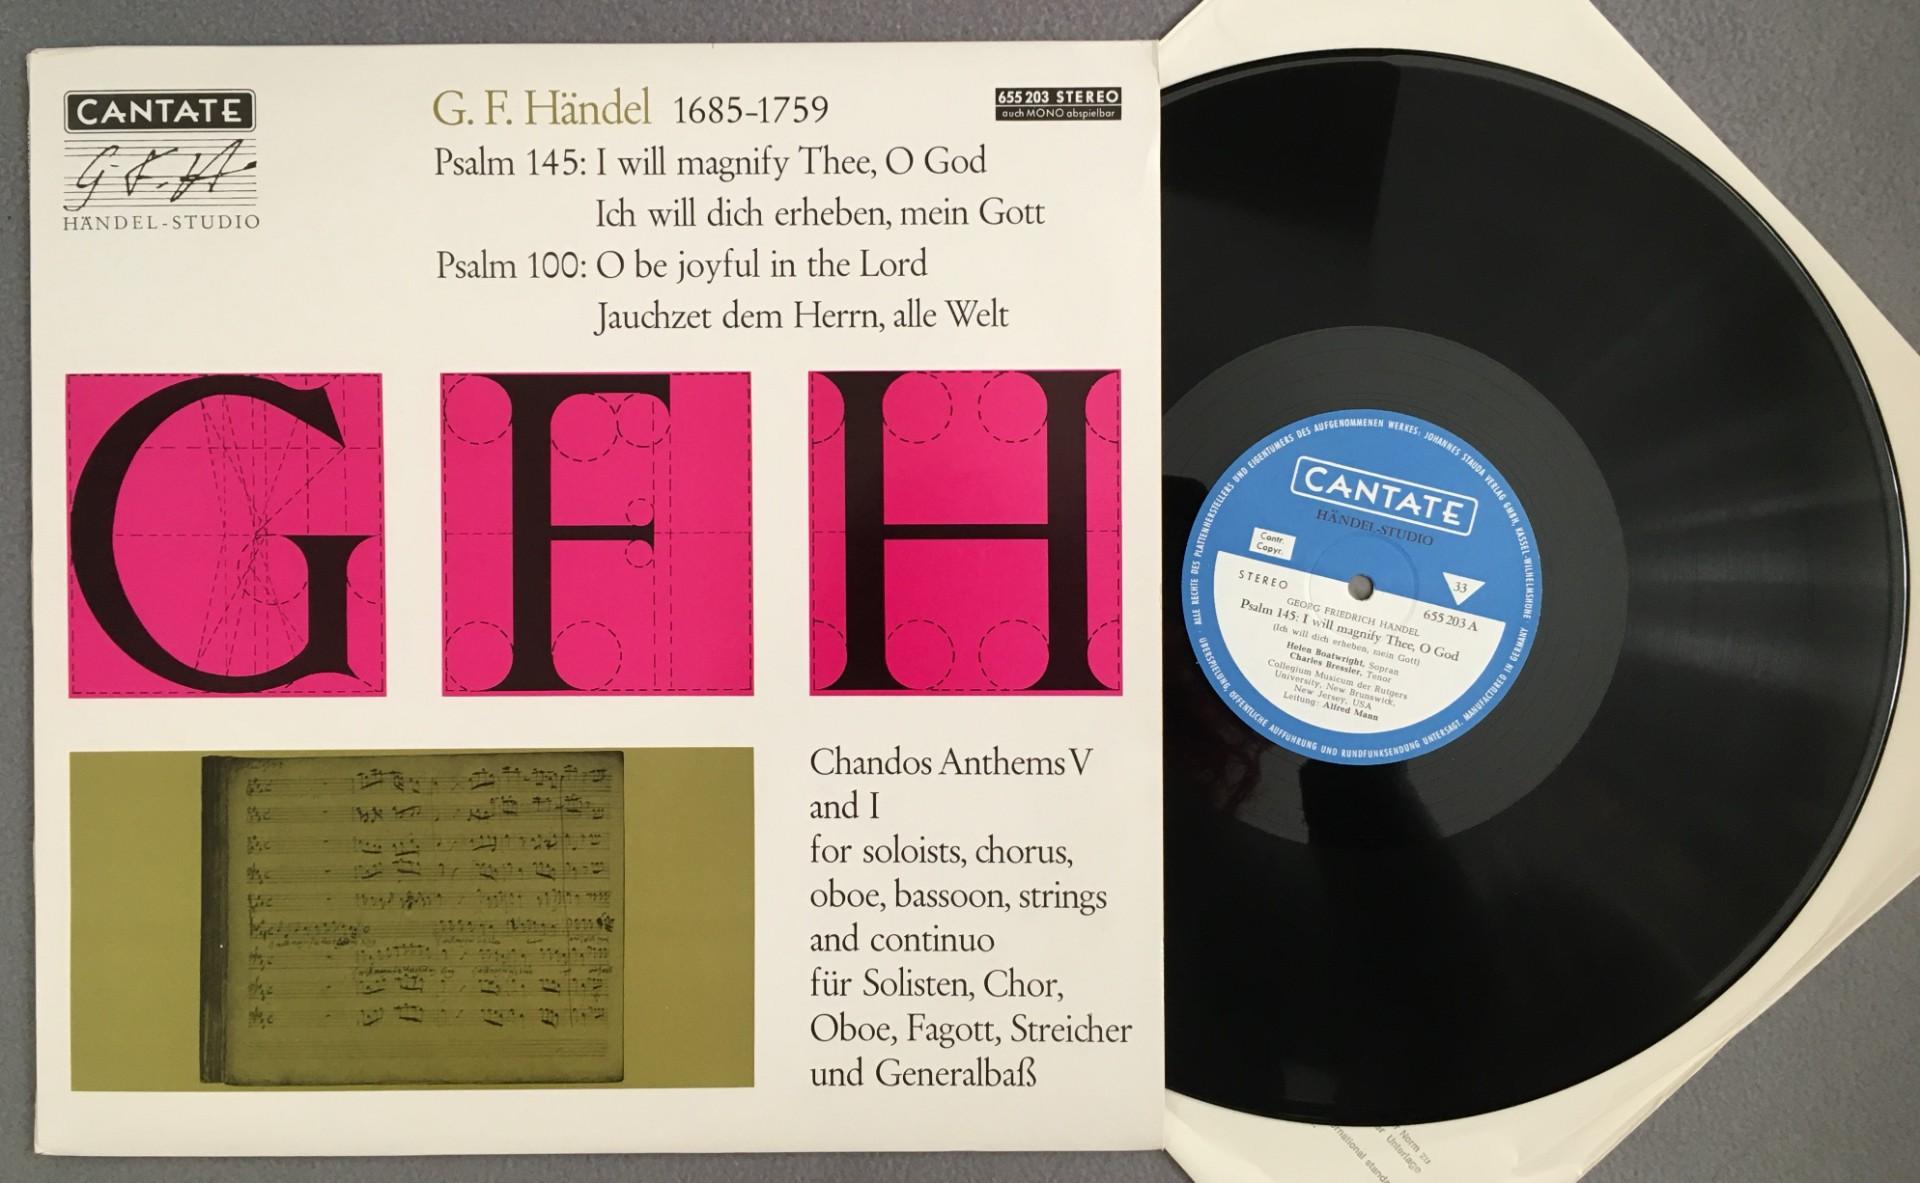 CANTATE
G. F. H
HÄNDEL-STUDIO
G. F. Händel 1685-1759
655 203 STEREO
auch MONO abspielbar
Psalm 145: I will magnify Thee, O God
Ich will dich erheben, mein Gott
Psalm 100: O be joyful in the Lord
Jauchzet dem Herrn, alle Welt
G F H
Chandos Anthems V
and I
for soloists, chorus,
oboe, bassoon, strings
and continuo
für Solisten, Chor,
Oboe, Fagott, Streicher
und Generalbaß
ALLE RECHTE DES PLATTENHERSTELLERS UND EIGENTUMERS DES AUFGENOMMENEN WERKES: JOHANNES STAUDA VERLAG GMBH, KASSEL-WILHELMSHÖHE
ÜBERSPIELUNG, ÖFFENTLICHE AUFFÜHRUNG UND RUNDFUNKSENDUNG UNTERSAGT. MANUFACTURED IN GERMANY
CANTATE
HÄNDEL-STUDIO
Contr.
Copyr.
STEREO
33
GEORG FRIEDRICH HÄNDEL
655 203 A
Psalm 145: I will magnify Thee, O God
(Ich will dich erheben, mein Gott)
Helen Boatwright, Sopran
Charles Bressler, Tenor
Collegium Musicum der Rutgers
University, New Brunswick,
New Jersey, USA
Leitung: Alfred Mann
Norm zu
Unterlage